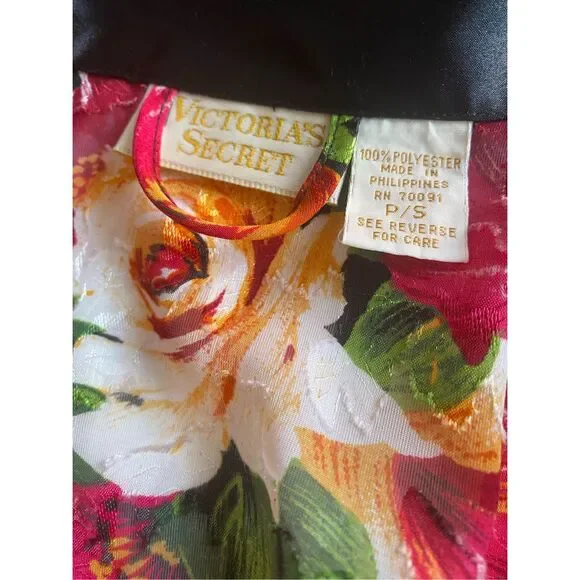 VICTORIA'S
SECRET
100% POLYESTER
MADE IN
PHILIPPINES
RN 70091
P/S
SEE REVERSE
FOR CARE